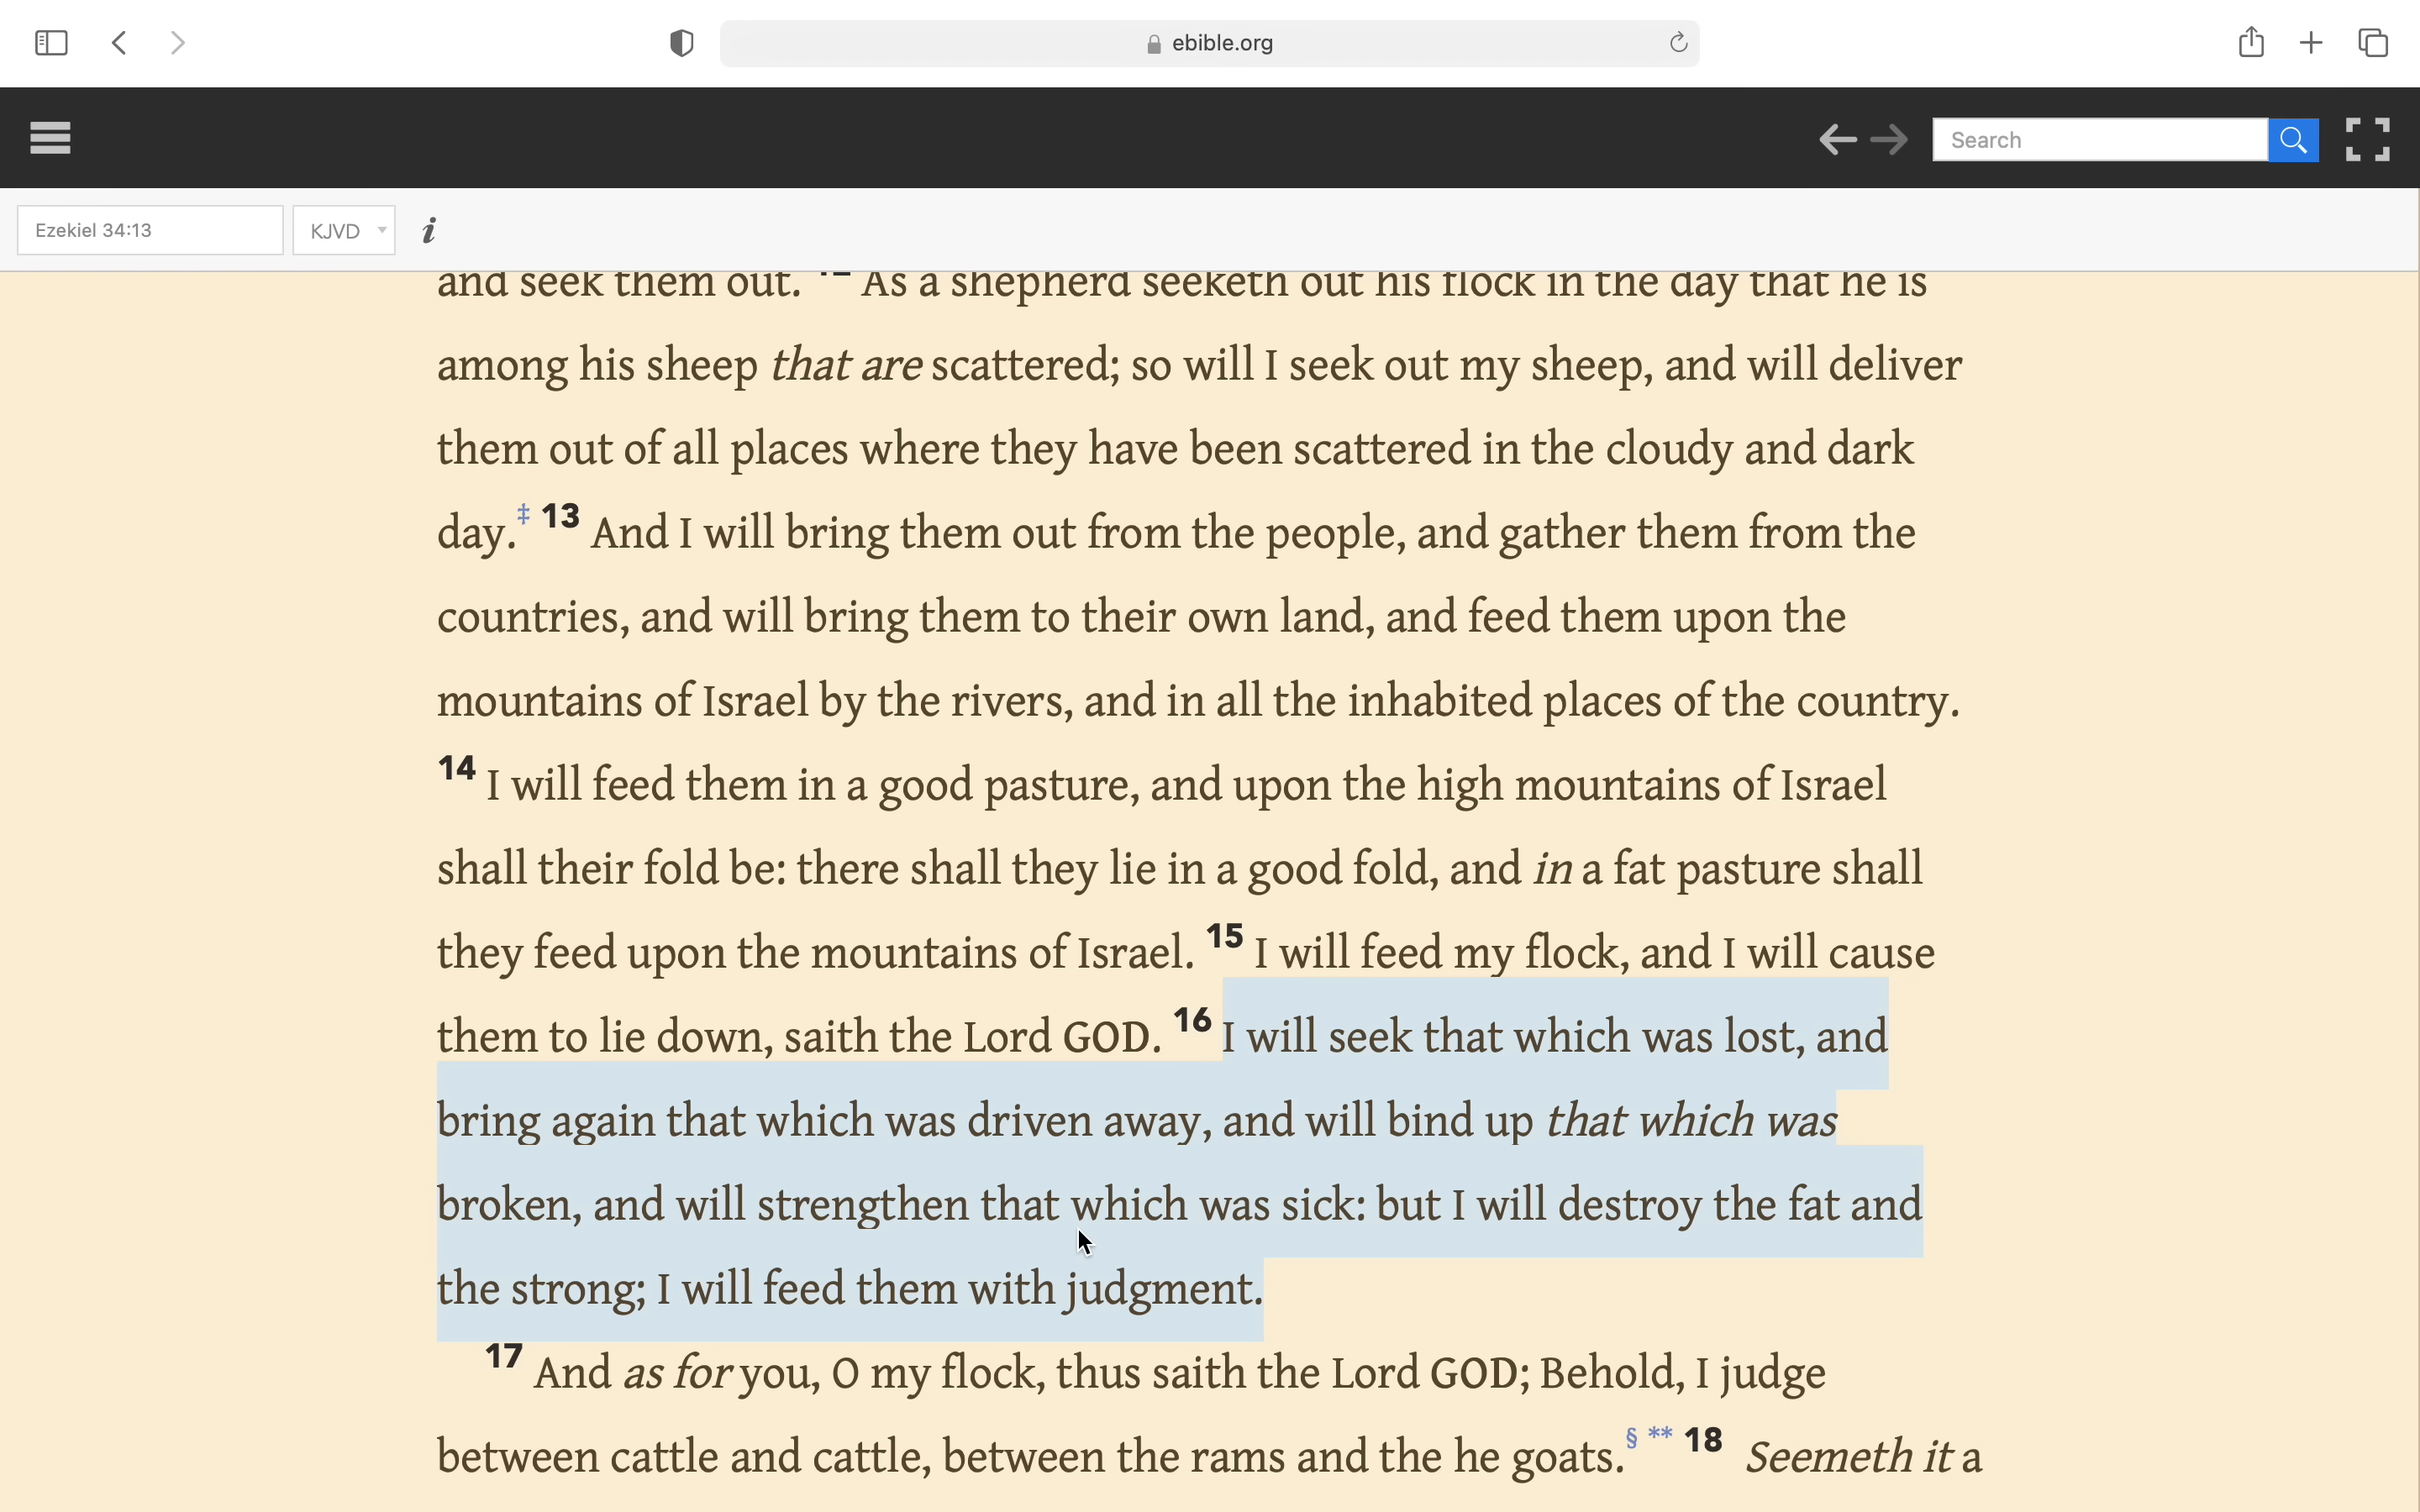 ebible.org
Search
Ezekiel 34:13 KJVD i
and seek them out. 12 As a shepherd seeketh out his flock in the day that he is
among his sheep that are scattered; so will I seek out my sheep, and will deliver
them out of all places where they have been scattered in the cloudy and dark
day.‡ 13 And I will bring them out from the people, and gather them from the
countries, and will bring them to their own land, and feed them upon the
mountains of Israel by the rivers, and in all the inhabited places of the country.
14 I will feed them in a good pasture, and upon the high mountains of Israel
shall their fold be: there shall they lie in a good fold, and in a fat pasture shall
they feed upon the mountains of Israel. 15 I will feed my flock, and I will cause
them to lie down, saith the Lord GOD. 16 I will seek that which was lost, and
bring again that which was driven away, and will bind up that which was
broken, and will strengthen that which was sick: but I will destroy the fat and
the strong; I will feed them with judgment.
17 And as for you, O my flock, thus saith the Lord GOD; Behold, I judge
between cattle and cattle, between the rams and the he goats.§ ** 18 Seemeth it a